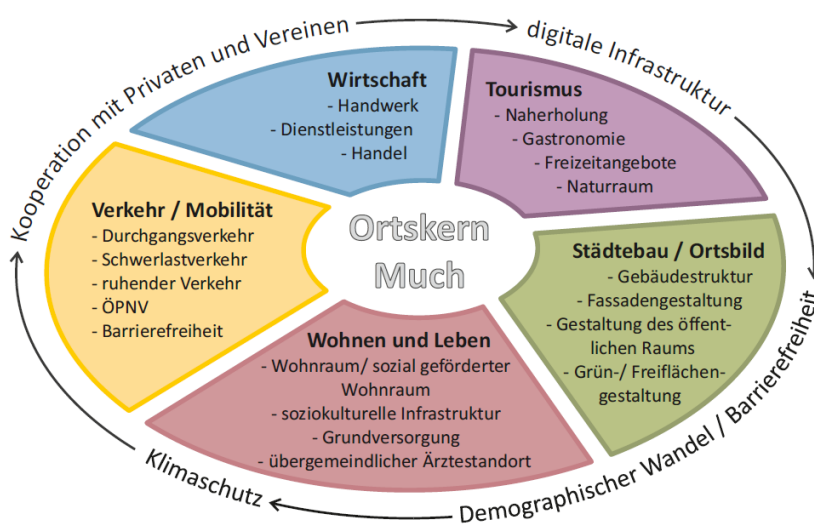 Kooperation mit Privaten und Vereinen
digitale Infrastruktur
Wirtschaft
- Handwerk
- Dienstleistungen
- Handel
Tourismus
- Naherholung
- Gastronomie
- Freizeitangebote
- Naturraum
Verkehr / Mobilität
- Durchgangsverkehr
- Schwerlastverkehr
- ruhender Verkehr
- ÖPNV
- Barrierefreiheit
Ortskern
Much
Städtebau / Ortsbild
- Gebäudestruktur
- Fassadengestaltung
- Gestaltung des öffent-
lichen Raums
- Grün-/ Freiflächen-
gestaltung
Wohnen und Leben
- Wohnraum/ sozial geförderter
Wohnraum
- soziokulturelle Infrastruktur
- Grundversorgung
- übergemeindlicher Ärztestandort
Klimaschutz
Demographischer Wandel / Barrierefreiheit